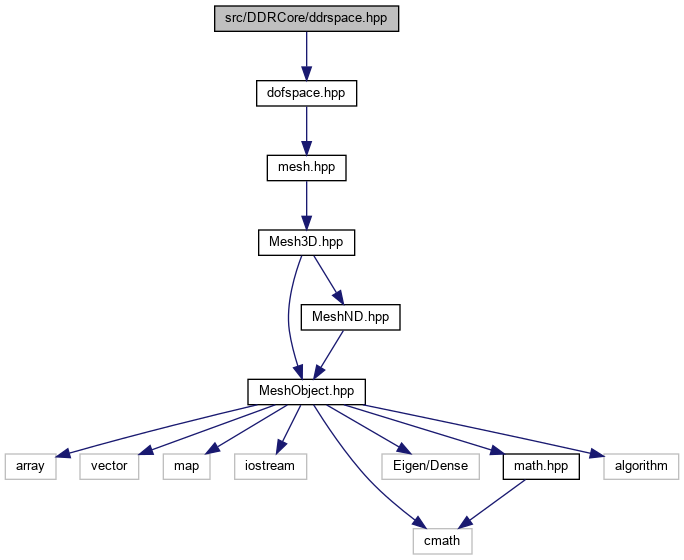 src/DDRCore/ddrspace.hpp
dofspace.hpp
mesh.hpp
Mesh3D.hpp
MeshND.hpp
MeshObject.hpp
array
vector
map
iostream
Eigen/Dense
math.hpp
algorithm
cmath